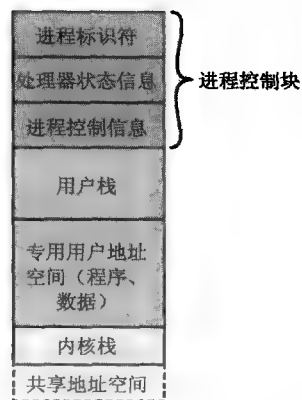 进程标识符
处理器状态信息
进程控制信息
进程控制块
用户栈
专用用户地址
空间（程序、
数据）
内核栈
共享地址空间